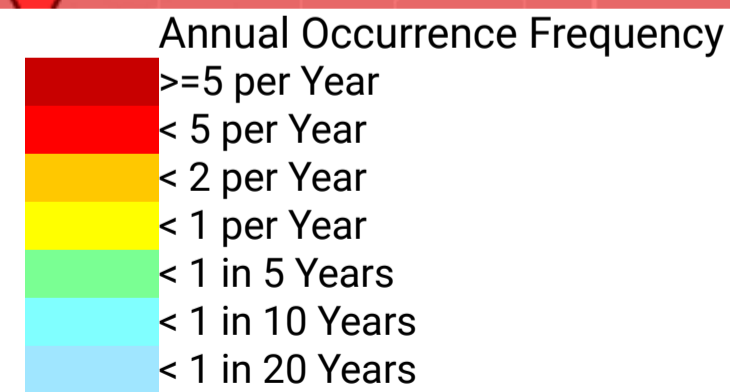 Annual Occurrence Frequency
>=5 per Year
< 5 per Year
< 2 per Year
< 1 per Year
< 1 in 5 Years
< 1 in 10 Years
< 1 in 20 Years